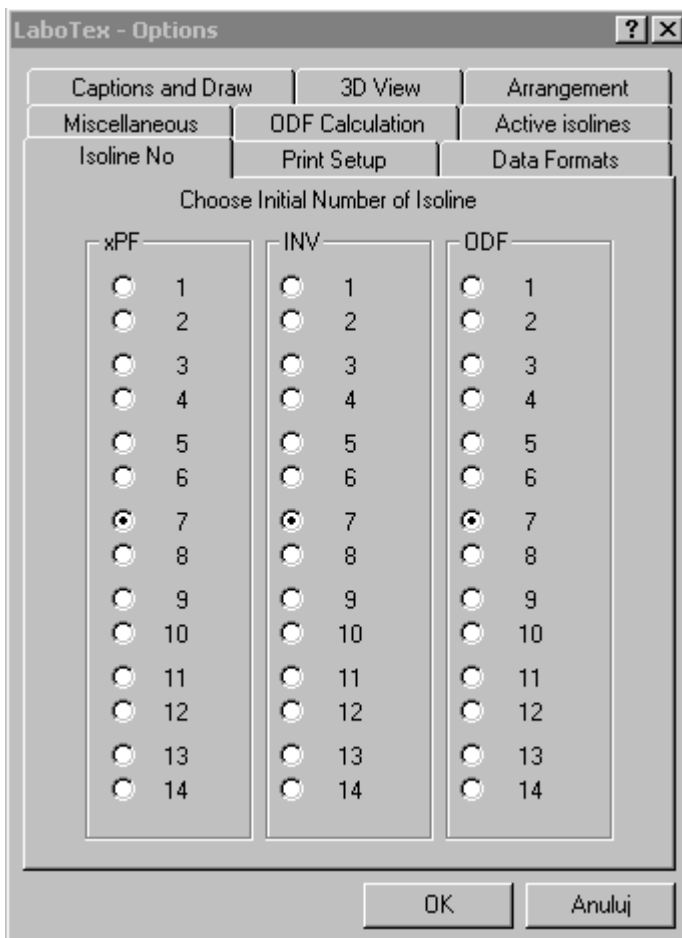 LaboTex - Options
Captions and Draw 3D View Arrangement
Miscellaneous ODF Calculation Active isolines
Isoline No Print Setup Data Formats
Choose Initial Number of Isoline
xPF INV ODF
1 1 1
2 2 2
3 3 3
4 4 4
5 5 5
6 6 6
7 7 7
8 8 8
9 9 9
10 10 10
11 11 11
12 12 12
13 13 13
14 14 14
OK Anuluj